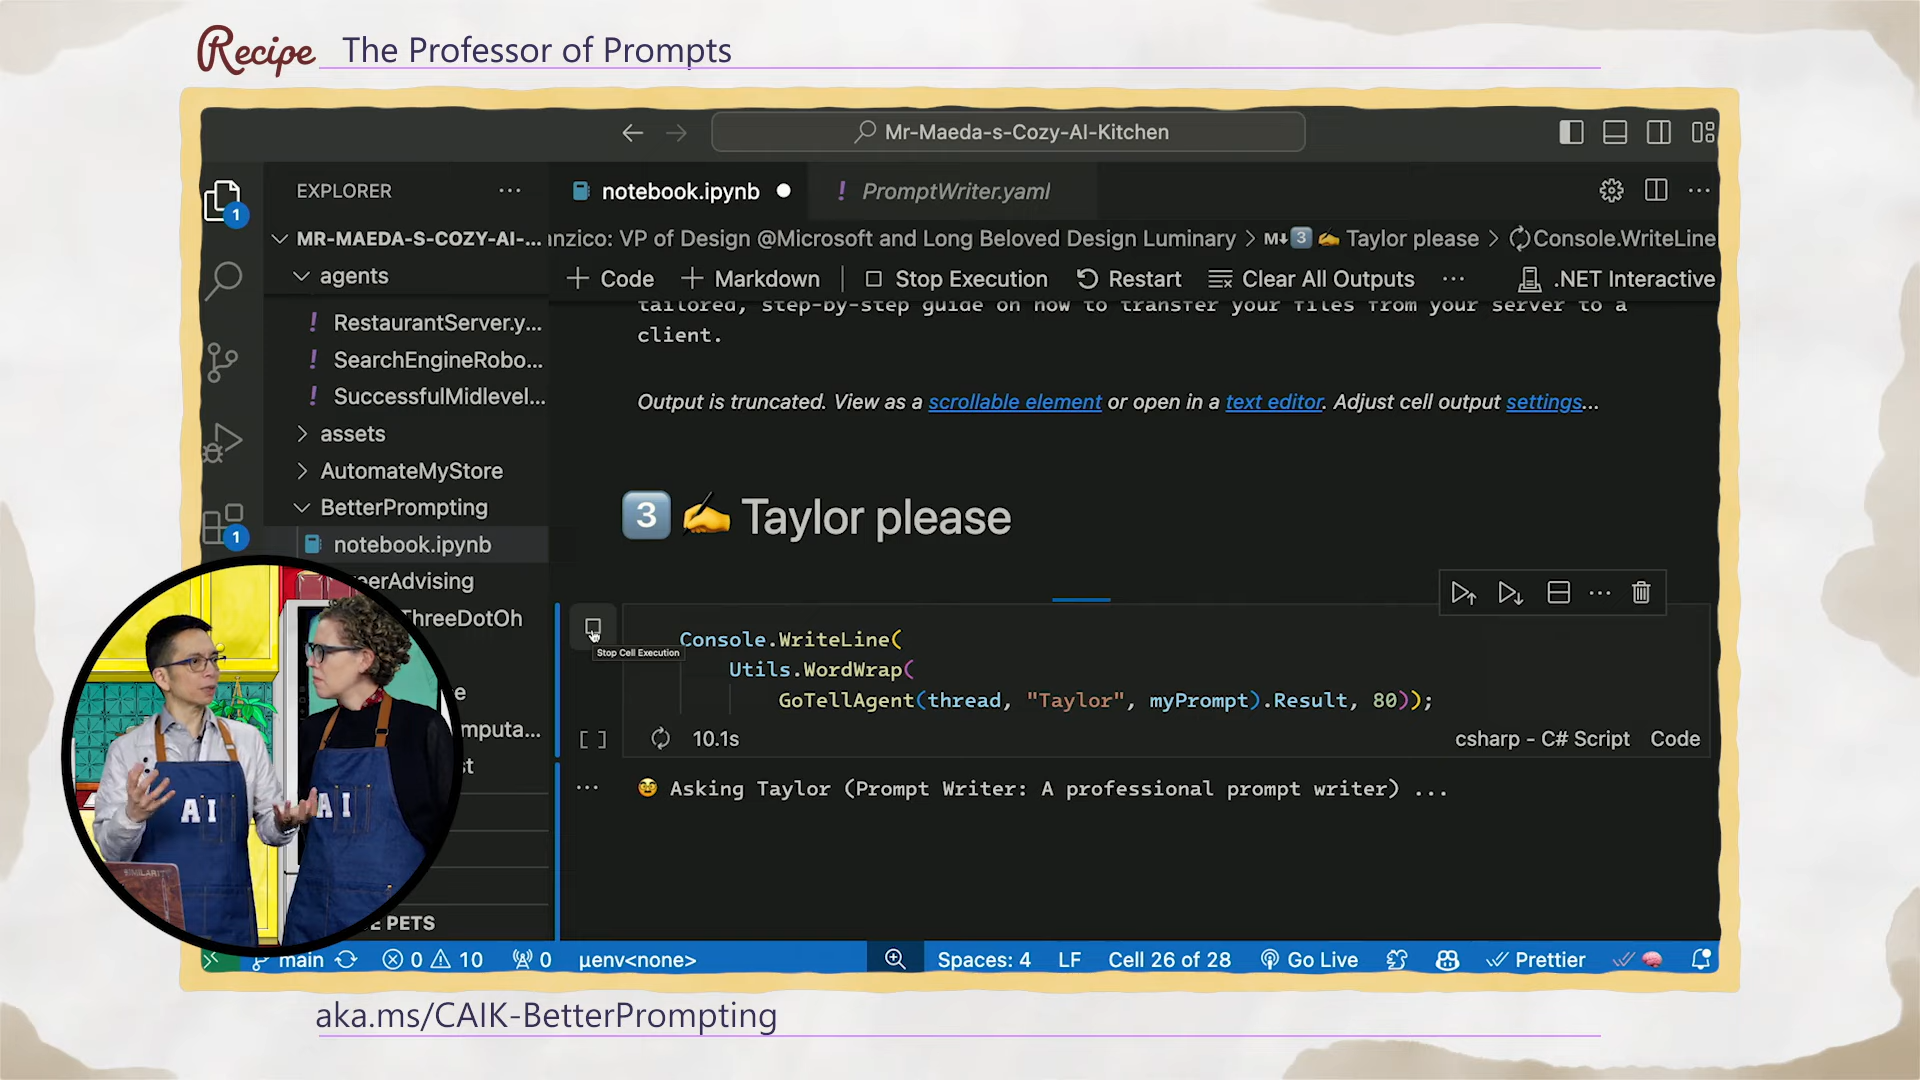 Recipe The Professor of Prompts
Mr-Maeda-s-Cozy-AI-Kitchen
EXPLORER ...
notebook.ipynb
! PromptWriter.yaml
MR-MAEDA-S-COZY-AI-...
nzico: VP of Design @Microsoft and Long Beloved Design Luminary > M↓ 3 ✍ Taylor please > Console.WriteLine
agents
+ Code + Markdown | Stop Execution Restart Clear All Outputs ... .NET Interactive
! RestaurantServer.y...
! SearchEngineRobo...
! SuccessfulMidlevel...
assets
AutomateMyStore
BetterPrompting
notebook.ipynb
eerAdvising
ThreeDotOh
e
mputa...
st
E PETS
tailored, step-by-step guide on how to transfer your files from your server to a
client.
Output is truncated. View as a scrollable element or open in a text editor. Adjust cell output settings...
3 ✍ Taylor please
Stop Cell Execution
Console.WriteLine(
Utils.WordWrap(
GoTellAgent(thread, "Taylor", myPrompt).Result, 80));
[ ] 10.1s
csharp - C# Script Code
... 🥸 Asking Taylor (Prompt Writer: A professional prompt writer) ...
AI
AI
SIMILARIT
main 0 10 0 µenv<none> Spaces: 4 LF Cell 26 of 28 Go Live Prettier
aka.ms/CAIK-BetterPrompting